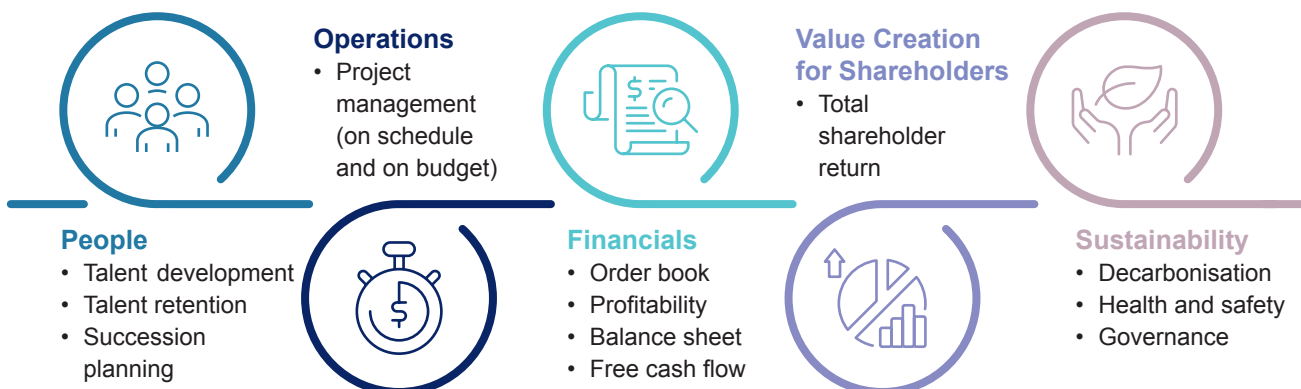 People
• Talent development
• Talent retention
• Succession
planning
Operations
• Project
management
(on schedule
and on budget)
$
$
Financials
• Order book
• Profitability
• Balance sheet
• Free cash flow
Value Creation
for Shareholders
• Total
shareholder
return
Sustainability
• Decarbonisation
• Health and safety
• Governance